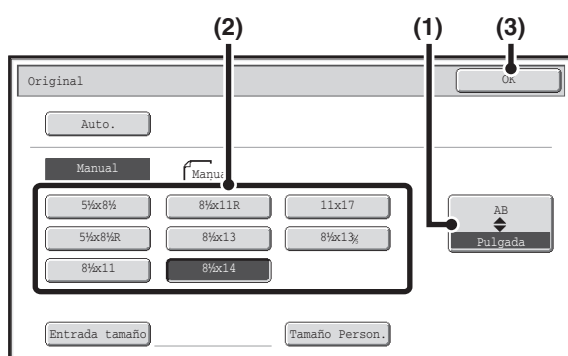 (2) (1) (3)
Original OK
Auto.
Manual Manual
5½x8½ 8½x11R 11x17
5½x8½R 8½x13 8½x13⅖
8½x11 8½x14
AB
Pulgada
Entrada tamaño Tamaño Person.